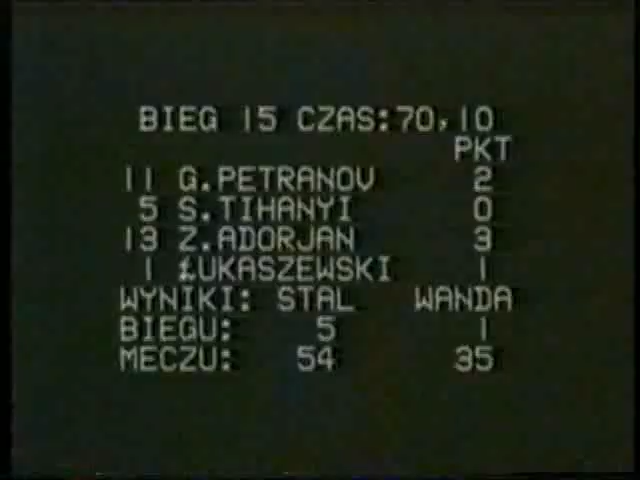 BIEG 15 CZAS:70,10
PKT
11 G.PETRANOV 2
5 S.TIHANYI 0
13 Z.ADORJAN 3
1 ŁUKASZEWSKI 1
WYNIKI: STAL WANDA
BIEGU: 5 1
MECZU: 54 35